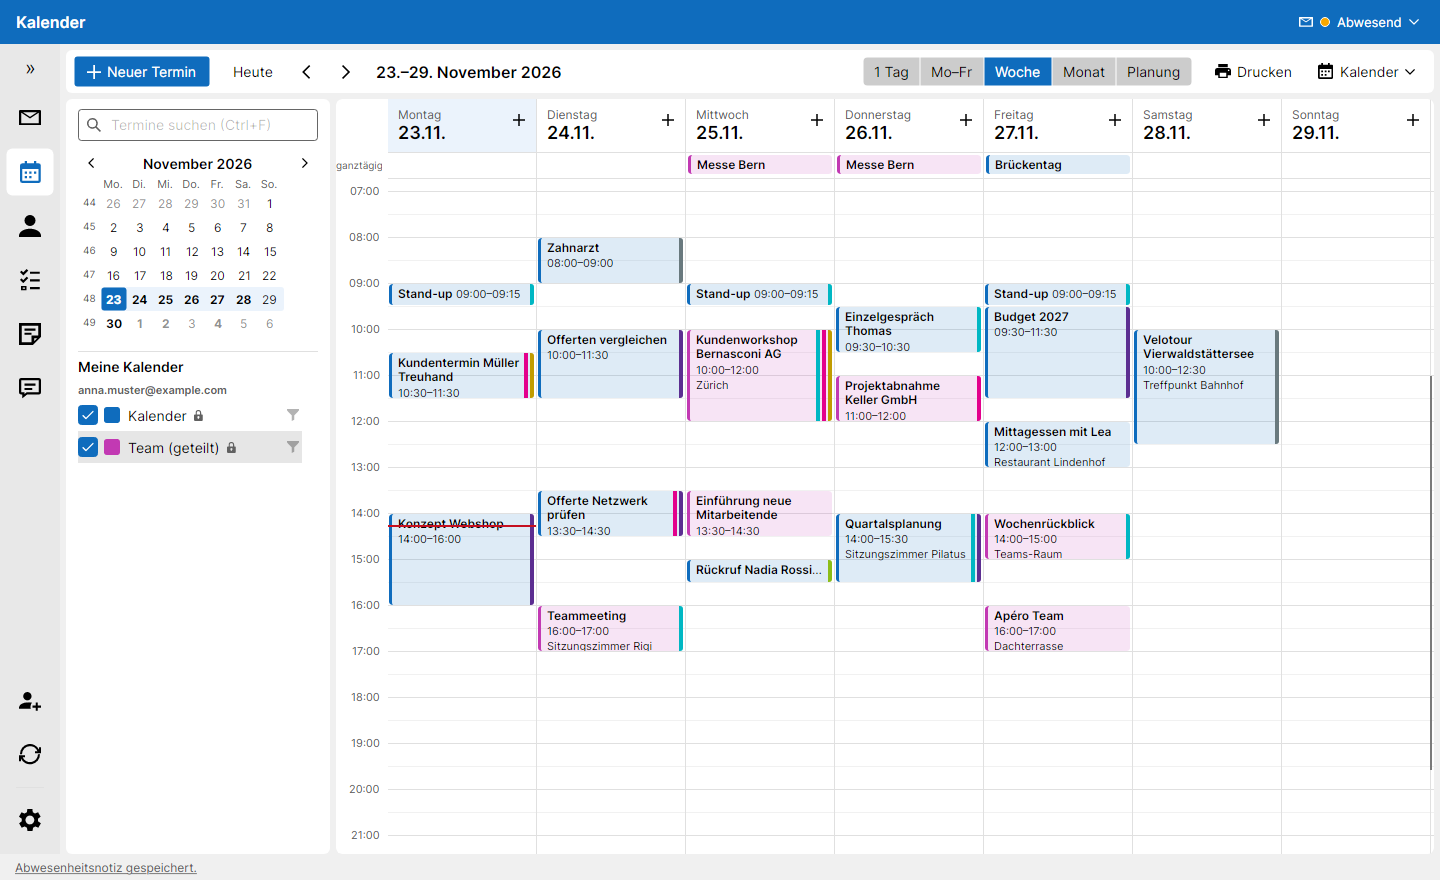 Kalender
Abwesend
Neuer Termin
Heute
23.–29. November 2026
1 Tag
Mo–Fr
Woche
Monat
Planung
Drucken
Kalender
Termine suchen (Ctrl+F)
November 2026
Mo. Di. Mi. Do. Fr. Sa. So.
44 26 27 28 29 30 31 1
45 2 3 4 5 6 7 8
46 9 10 11 12 13 14 15
47 16 17 18 19 20 21 22
48 23 24 25 26 27 28 29
49 30 1 2 3 4 5 6
Meine Kalender
anna.muster@example.com
Kalender
Team (geteilt)
Montag
23.11.
Dienstag
24.11.
Mittwoch
25.11.
Donnerstag
26.11.
Freitag
27.11.
Samstag
28.11.
Sonntag
29.11.
ganztägig
Messe Bern
Messe Bern
Brückentag
07:00
08:00
09:00
10:00
11:00
12:00
13:00
14:00
15:00
16:00
17:00
18:00
19:00
20:00
21:00
Stand-up 09:00–09:15
Kundentermin Müller
Treuhand
10:30–11:30
Konzept Webshop
14:00–16:00
Zahnarzt
08:00–09:00
Offerten vergleichen
10:00–11:30
Offerte Netzwerk
prüfen
13:30–14:30
Teammeeting
16:00–17:00
Sitzungszimmer Rigi
Stand-up 09:00–09:15
Kundenworkshop
Bernasconi AG
10:00–12:00
Zürich
Einführung neue
Mitarbeitende
13:30–14:30
Rückruf Nadia Rossi...
Einzelgespräch
Thomas
09:30–10:30
Projektabnahme
Keller GmbH
11:00–12:00
Quartalsplanung
14:00–15:30
Sitzungszimmer Pilatus
Stand-up 09:00–09:15
Budget 2027
09:30–11:30
Mittagessen mit Lea
12:00–13:00
Restaurant Lindenhof
Wochenrückblick
14:00–15:00
Teams-Raum
Apéro Team
16:00–17:00
Dachterrasse
Velotour
Vierwaldstättersee
10:00–12:30
Treffpunkt Bahnhof
Abwesenheitsnotiz gespeichert.